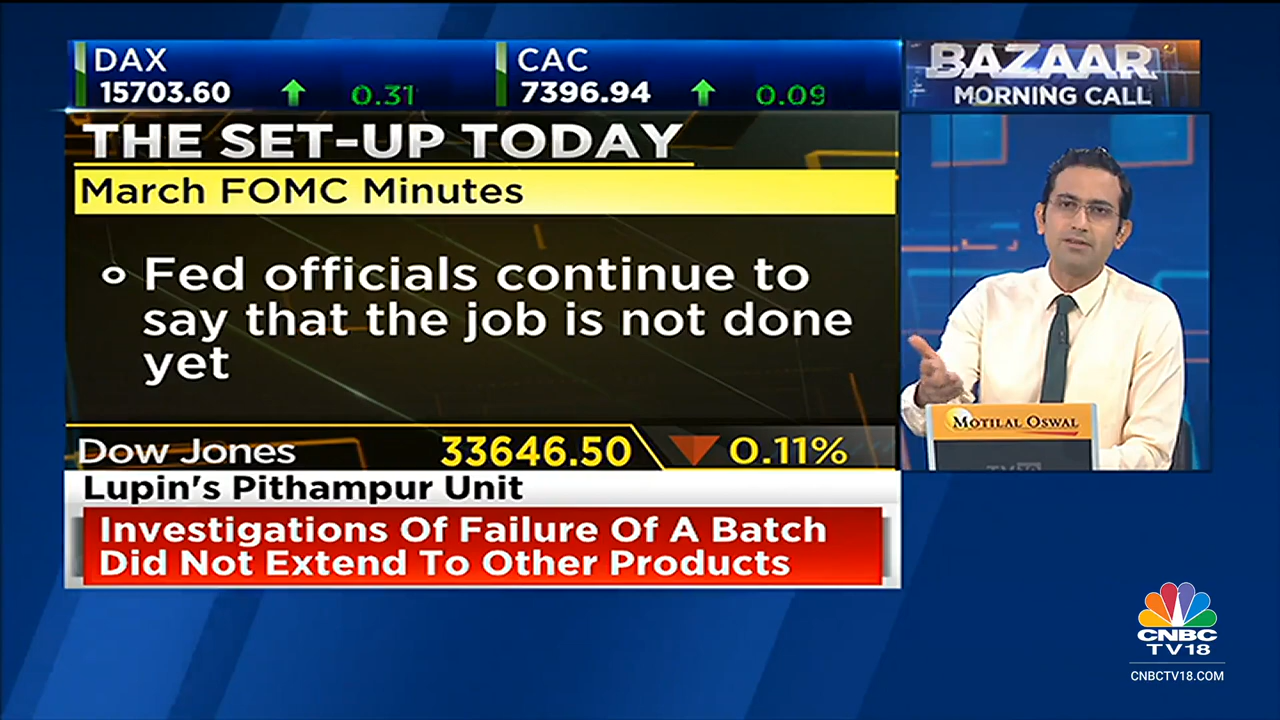 DAX
15703.60 0.31
CAC
7396.94 0.09
BAZAAR
MORNING CALL
THE SET-UP TODAY
March FOMC Minutes
Fed officials continue to
say that the job is not done
yet
Dow Jones 33646.50 0.11%
Lupin's Pithampur Unit
Investigations Of Failure Of A Batch
Did Not Extend To Other Products
MOTILAL OSWAL
TV18
CNBC
TV18
CNBCTV18.COM